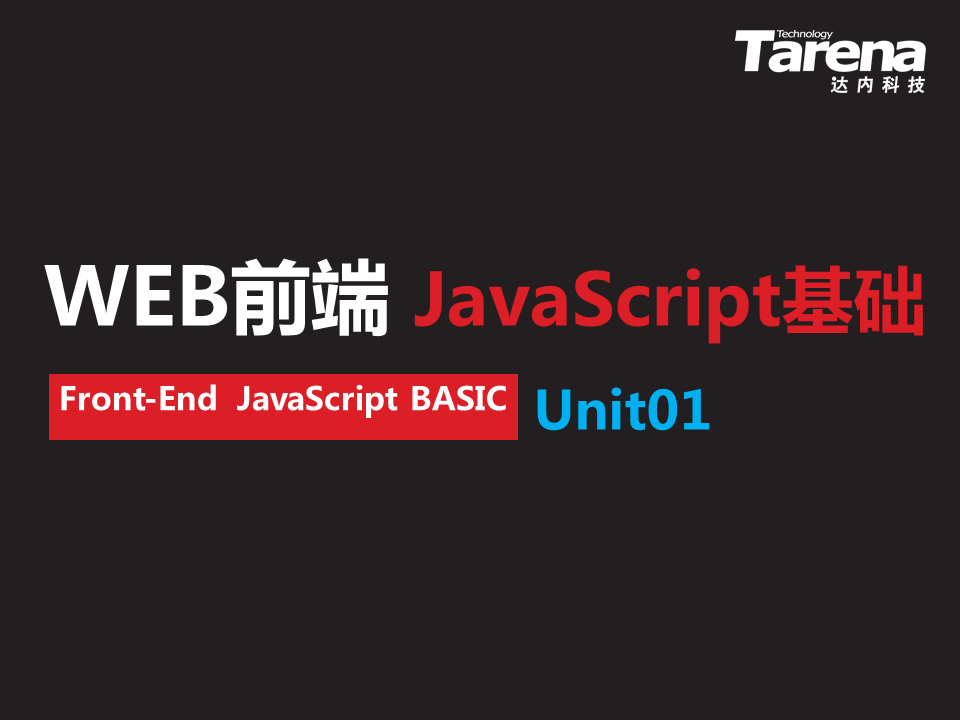 Technology
Tarena
达内科技
WEB前端 JavaScript基础
Front-End JavaScript BASIC Unit01